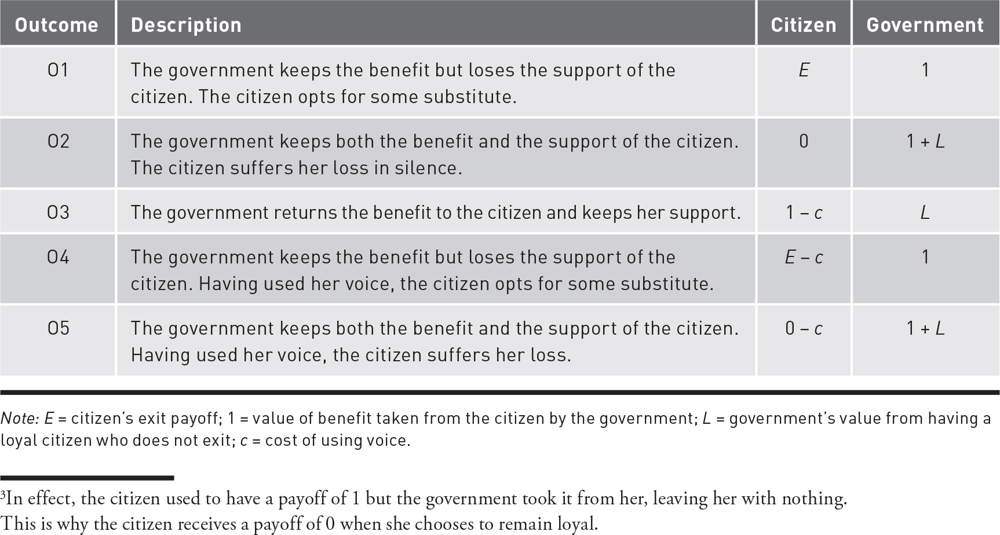 Outcome Description Citizen Government
O1 The government keeps the benefit but loses the support of the E 1
citizen. The citizen opts for some substitute.
O2 The government keeps both the benefit and the support of the citizen. 0 1 + L
The citizen suffers her loss in silence.
O3 The government returns the benefit to the citizen and keeps her support. 1 – c L
O4 The government keeps the benefit but loses the support of the E – c 1
citizen. Having used her voice, the citizen opts for some substitute.
O5 The government keeps both the benefit and the support of the citizen. 0 – c 1 + L
Having used her voice, the citizen suffers her loss.
Note: E = citizen’s exit payoff; 1 = value of benefit taken from the citizen by the government; L = government’s value from having a
loyal citizen who does not exit; c = cost of using voice.
³In effect, the citizen used to have a payoff of 1 but the government took it from her, leaving her with nothing.
This is why the citizen receives a payoff of 0 when she chooses to remain loyal.